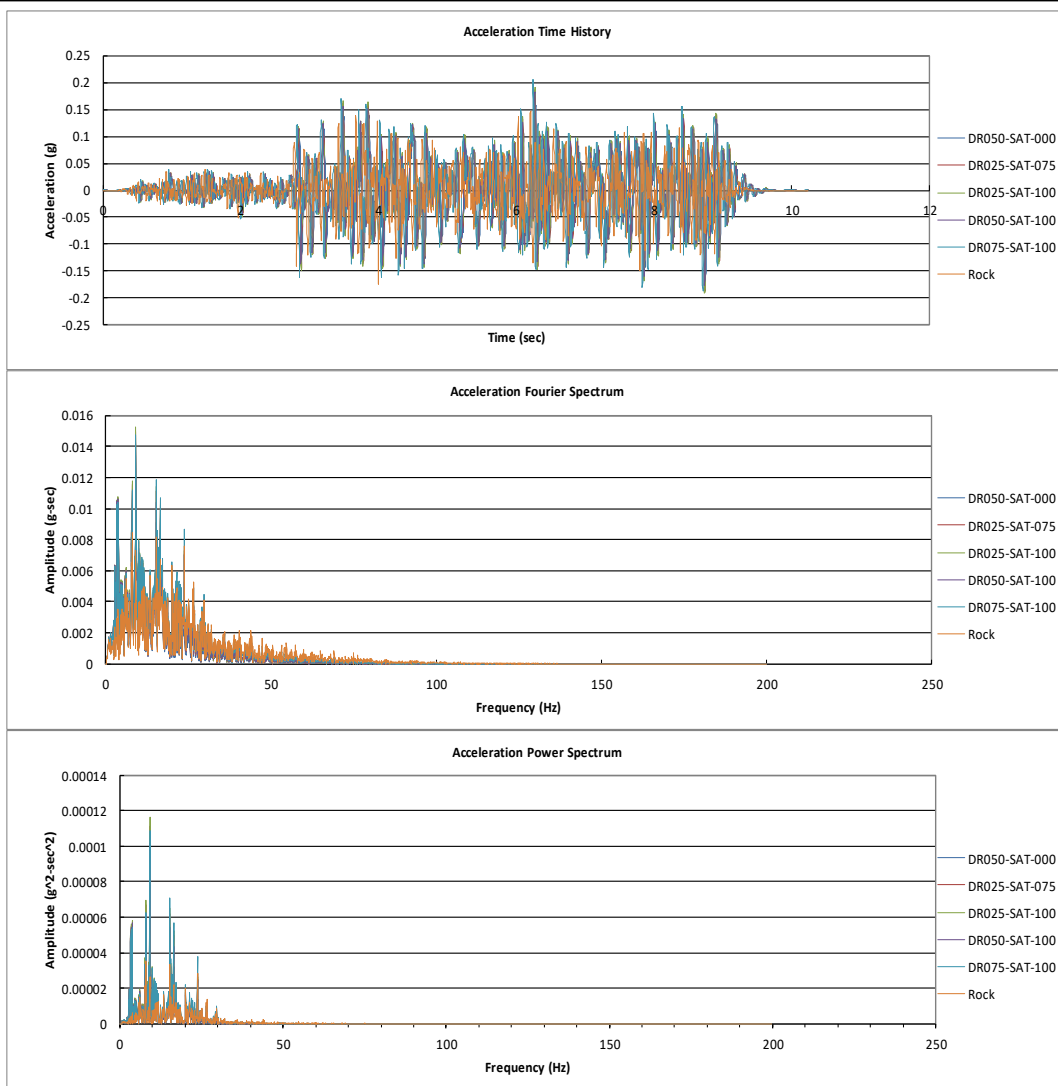 Acceleration Time History
0.25
0.2
0.15
0.1
0.05
0
-0.05
-0.1
-0.15
-0.2
-0.25
Acceleration (g)
0 2 4 6 8 10 12
Time (sec)
DR050-SAT-000
DR025-SAT-075
DR025-SAT-100
DR050-SAT-100
DR075-SAT-100
Rock
Acceleration Fourier Spectrum
0.016
0.014
0.012
0.01
0.008
0.006
0.004
0.002
0
Amplitude (g-sec)
0 50 100 150 200 250
Frequency (Hz)
DR050-SAT-000
DR025-SAT-075
DR025-SAT-100
DR050-SAT-100
DR075-SAT-100
Rock
Acceleration Power Spectrum
0.00014
0.00012
0.0001
0.00008
0.00006
0.00004
0.00002
0
Amplitude (g^2-sec^2)
0 50 100 150 200 250
Frequency (Hz)
DR050-SAT-000
DR025-SAT-075
DR025-SAT-100
DR050-SAT-100
DR075-SAT-100
Rock